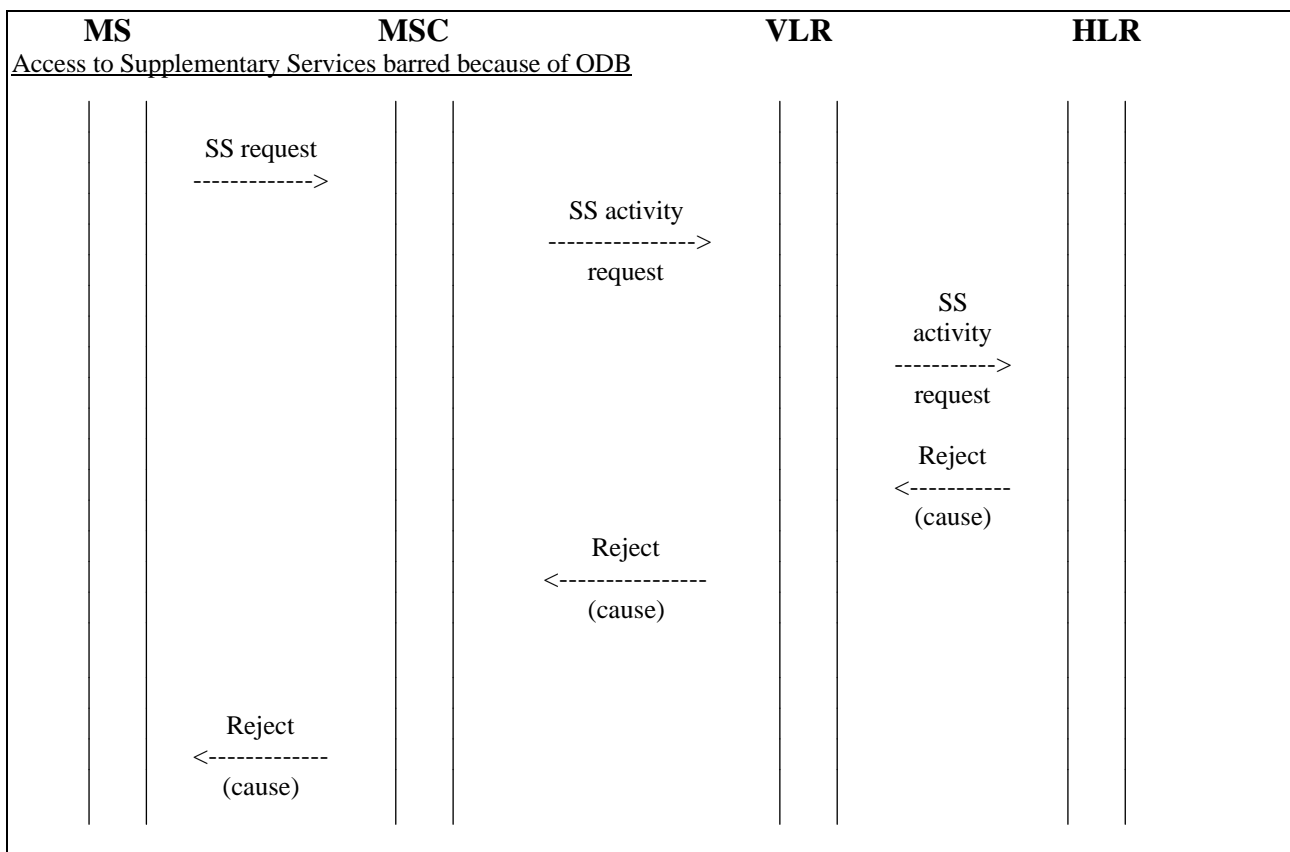 MS MSC VLR HLR
Access to Supplementary Services barred because of ODB
SS request
------------->
SS activity
---------------->
request
SS
activity
----------->
request
Reject
<-----------
(cause)
Reject
<----------------
(cause)
Reject
<-------------
(cause)